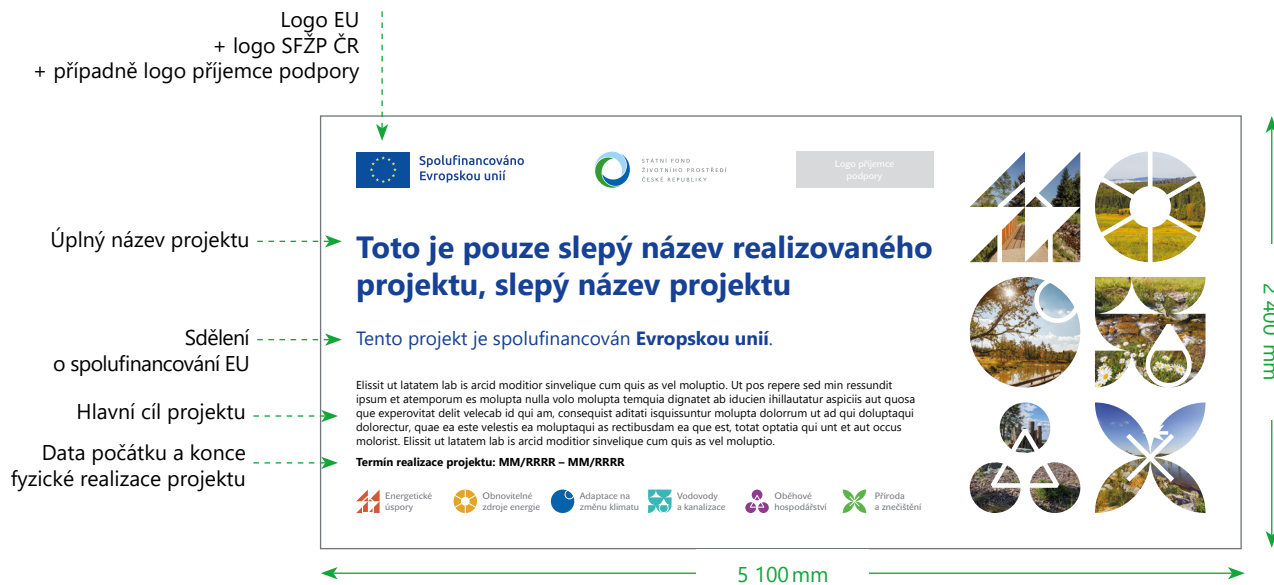 Logo EU
+ logo SFŽP ČR
+ případně logo příjemce podpory
Spolufinancováno
Evropskou unií
STÁTNÍ FOND
ŽIVOTNÍHO PROSTŘEDÍ
ČESKÉ REPUBLIKY
Logo příjemce
podpory
Úplný název projektu
Toto je pouze slepý název realizovaného
projektu, slepý název projektu
Sdělení
o spolufinancování EU
Tento projekt je spolufinancován Evropskou unií.
Hlavní cíl projektu
Elissit ut latatem lab is arcid moditior sinvelique cum quis as vel moluptio. Ut pos repere sed min ressundit
ipsum et atemporum es molupta nulla volo molupta temquia dignatet ab iducien ihillautatur aspiciis aut quosa
que experovitat delit velecab id qui am, consequist aditati isquissuntur molupta dolorrum ut ad qui doluptaqui
dolorectur, quae ea este velestis ea moluptaqui as rectibusdam ea que est, totat optatia qui unt et aut occus
molorist. Elissit ut latatem lab is arcid moditior sinvelique cum quis as vel moluptio.
Data počátku a konce
fyzické realizace projektu
Termín realizace projektu: MM/RRRR – MM/RRRR
Energetické
úspory
Obnovitelné
zdroje energie
Adaptace na
změnu klimatu
Vodovody
a kanalizace
Oběhové
hospodářství
Příroda
a znečištění
2 400 mm
5 100 mm